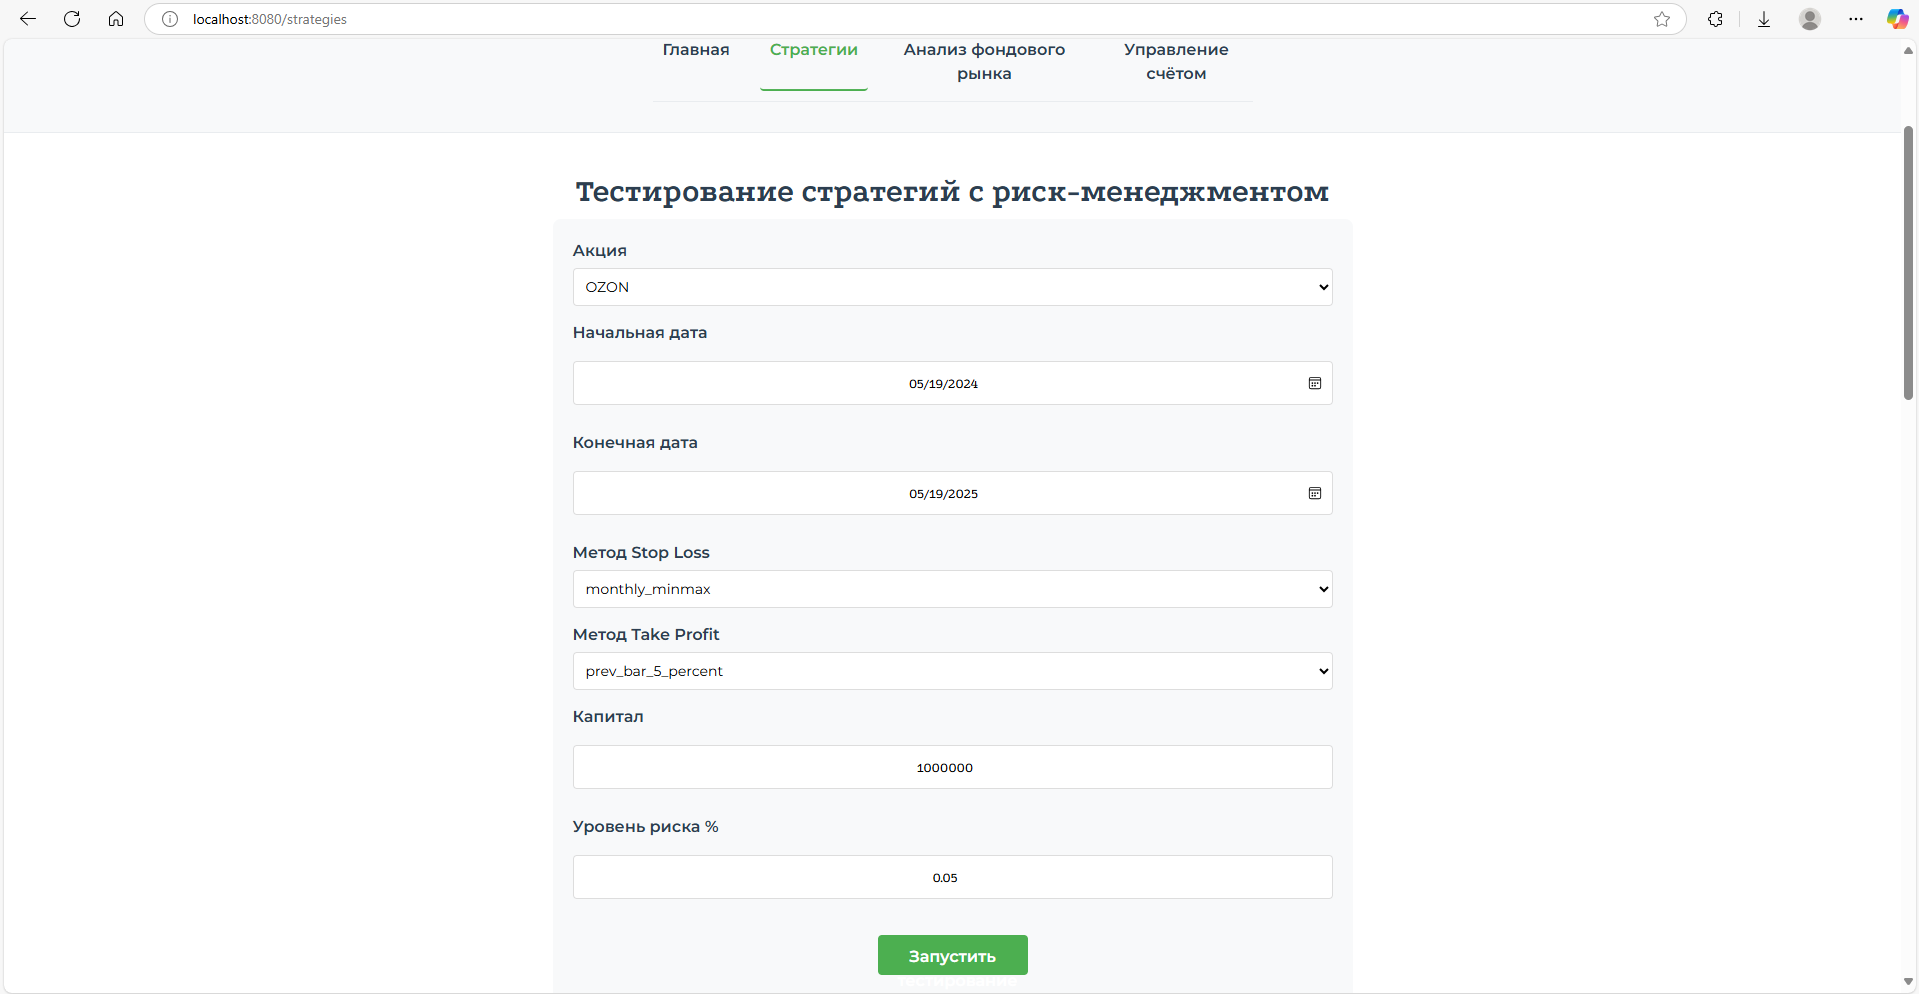 localhost:8080/strategies
Главная
Стратегии
Анализ фондового
рынка
Управление
счётом
Тестирование стратегий с риск-менеджментом
Акция
OZON
Начальная дата
05/19/2024
Конечная дата
05/19/2025
Метод Stop Loss
monthly_minmax
Метод Take Profit
prev_bar_5_percent
Капитал
1000000
Уровень риска %
0.05
Запустить
тестирование